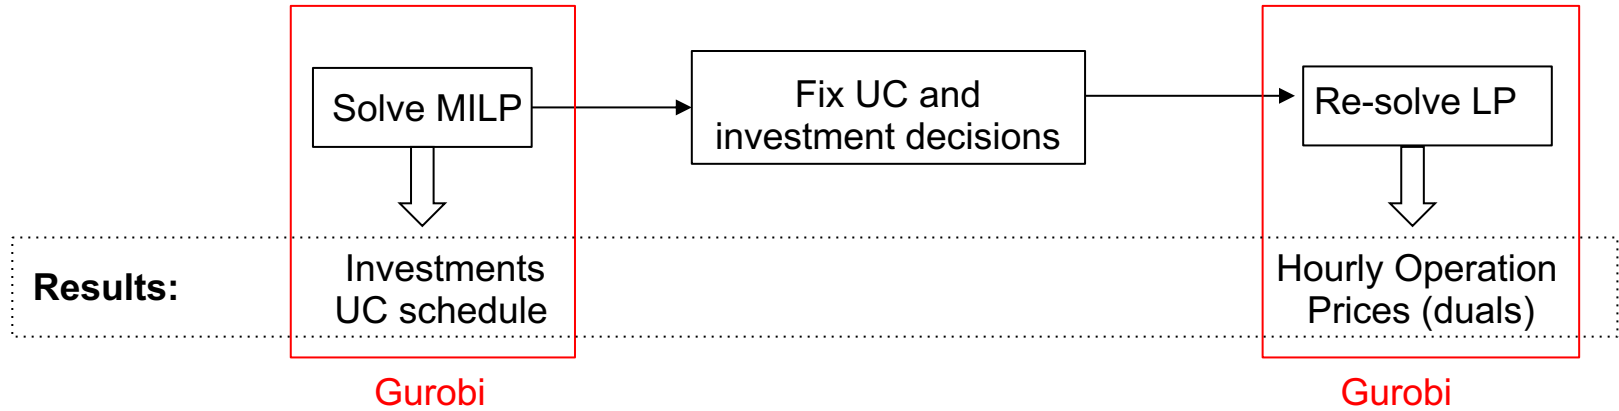 Solve MILP
Fix UC and
investment decisions
Re-solve LP
Results:
Investments
UC schedule
Hourly Operation
Prices (duals)
Gurobi
Gurobi